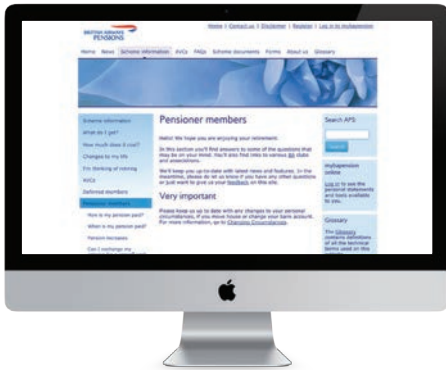 Home | Contact us | Disclaimer | Register | Log in to mybapension
BRITISH AIRWAYS
PENSIONS
Home News Scheme information AVCs FAQs Scheme documents Forms About us Glossary
Scheme information
What do I get?
How much does it cost?
Changes to my life
I'm thinking of retiring
AVCs
Deferred members
Pensioner members
How is my pension paid?
When is my pension paid?
Pension increases
Can I exchange my
Pensioner members
Hello! We hope you are enjoying your retirement.
In this section you'll find answers to some of the questions that
may be on your mind. You'll also find links to various BA clubs
and associations.
We'll keep you up-to-date with latest news and features. In the
meantime, please do let us know if you have any other questions
or just want to give us your feedback on this site.
Very important
Please keep us up to date with any changes to your personal
circumstances, if you move house or change your bank account.
For more information, go to Changing Circumstances.
Search APS:
Search
mybapension
online
Log in to see the
personal statements
and tools available
to you.
Glossary
The Glossary
contains definitions
of all the technical
terms used on this